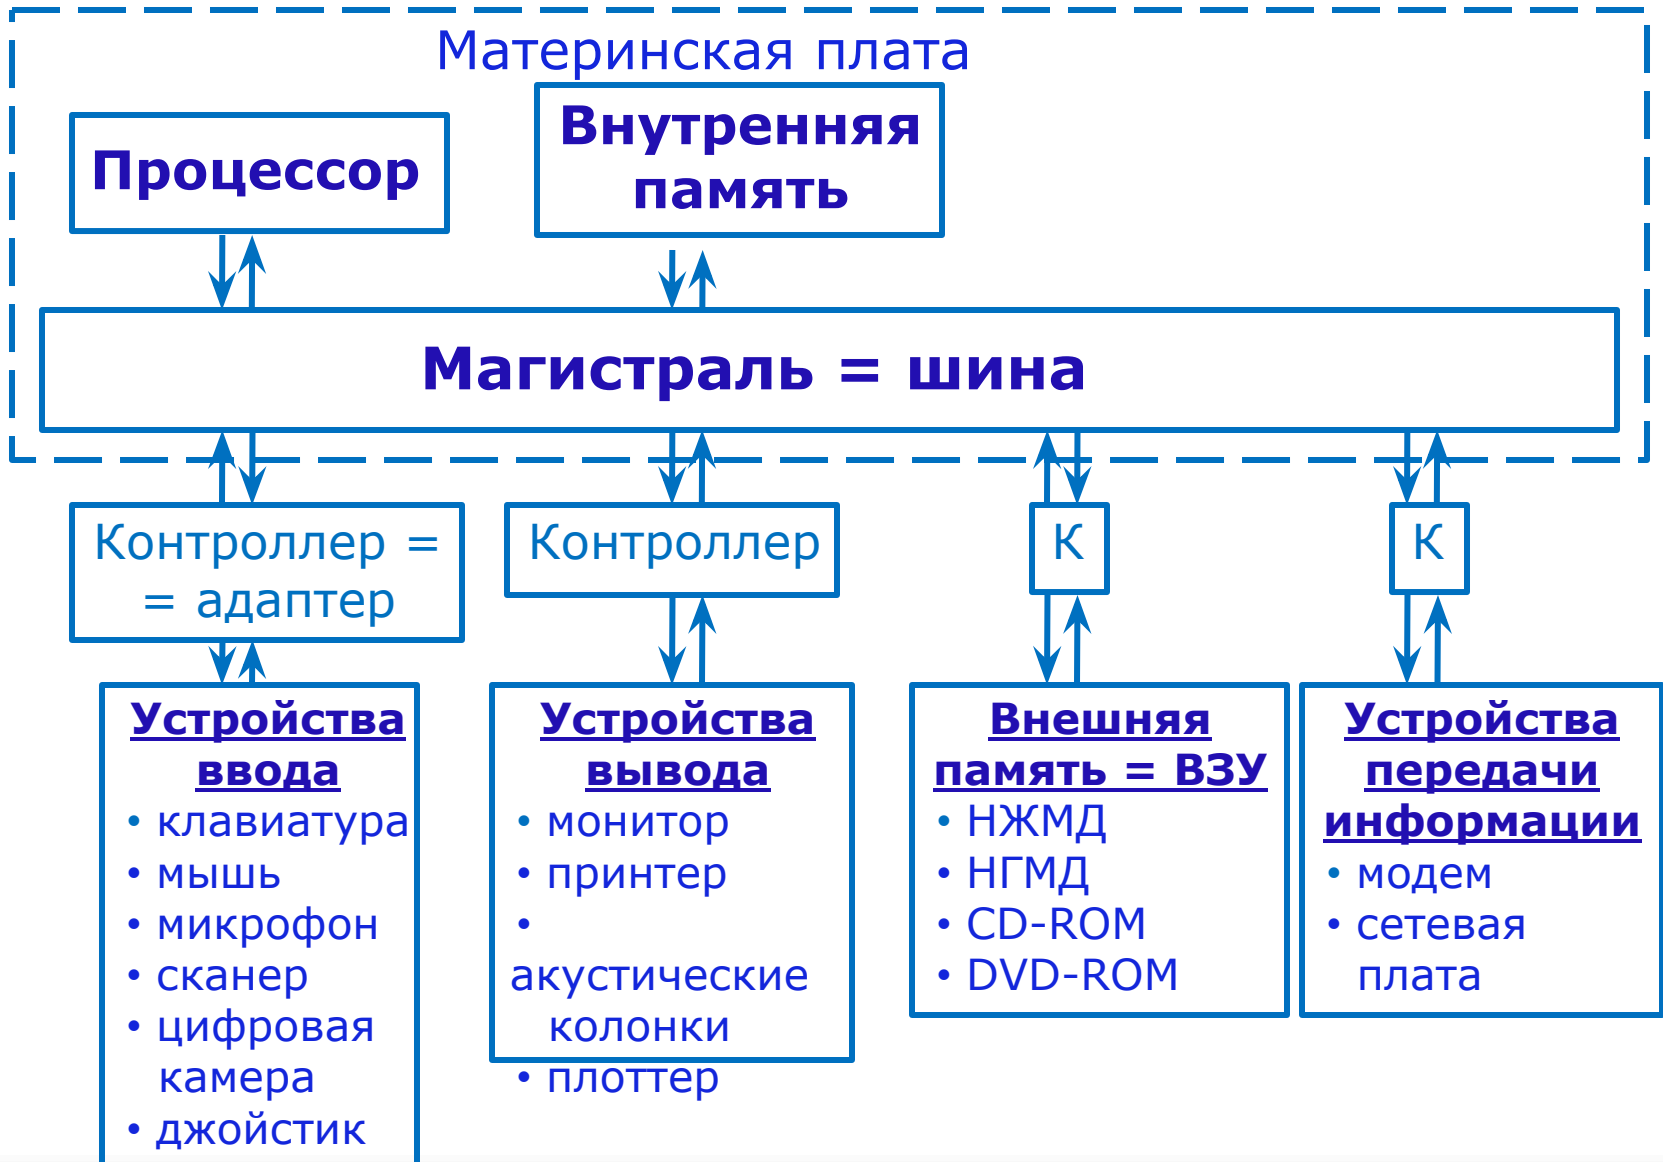 Материнская плата
Процессор
Внутренняя
память
Магистраль = шина
Контроллер =
= адаптер
Контроллер
К
К
Устройства
ввода
• клавиатура
• мышь
• микрофон
• сканер
• цифровая
камера
• джойстик
Устройства
вывода
• монитор
• принтер
•
акустические
колонки
• плоттер
Внешняя
память = ВЗУ
• НЖМД
• НГМД
• CD-ROM
• DVD-ROM
Устройства
передачи
информации
• модем
• сетевая
плата